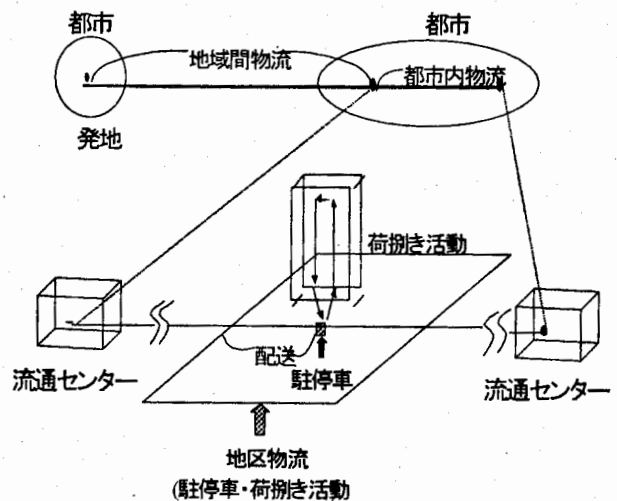 都市
都市
地域間物流
都市内物流
発地
荷捌き活動
配送
駐停車
流通センター
流通センター
地区物流
(駐停車・荷捌き活動